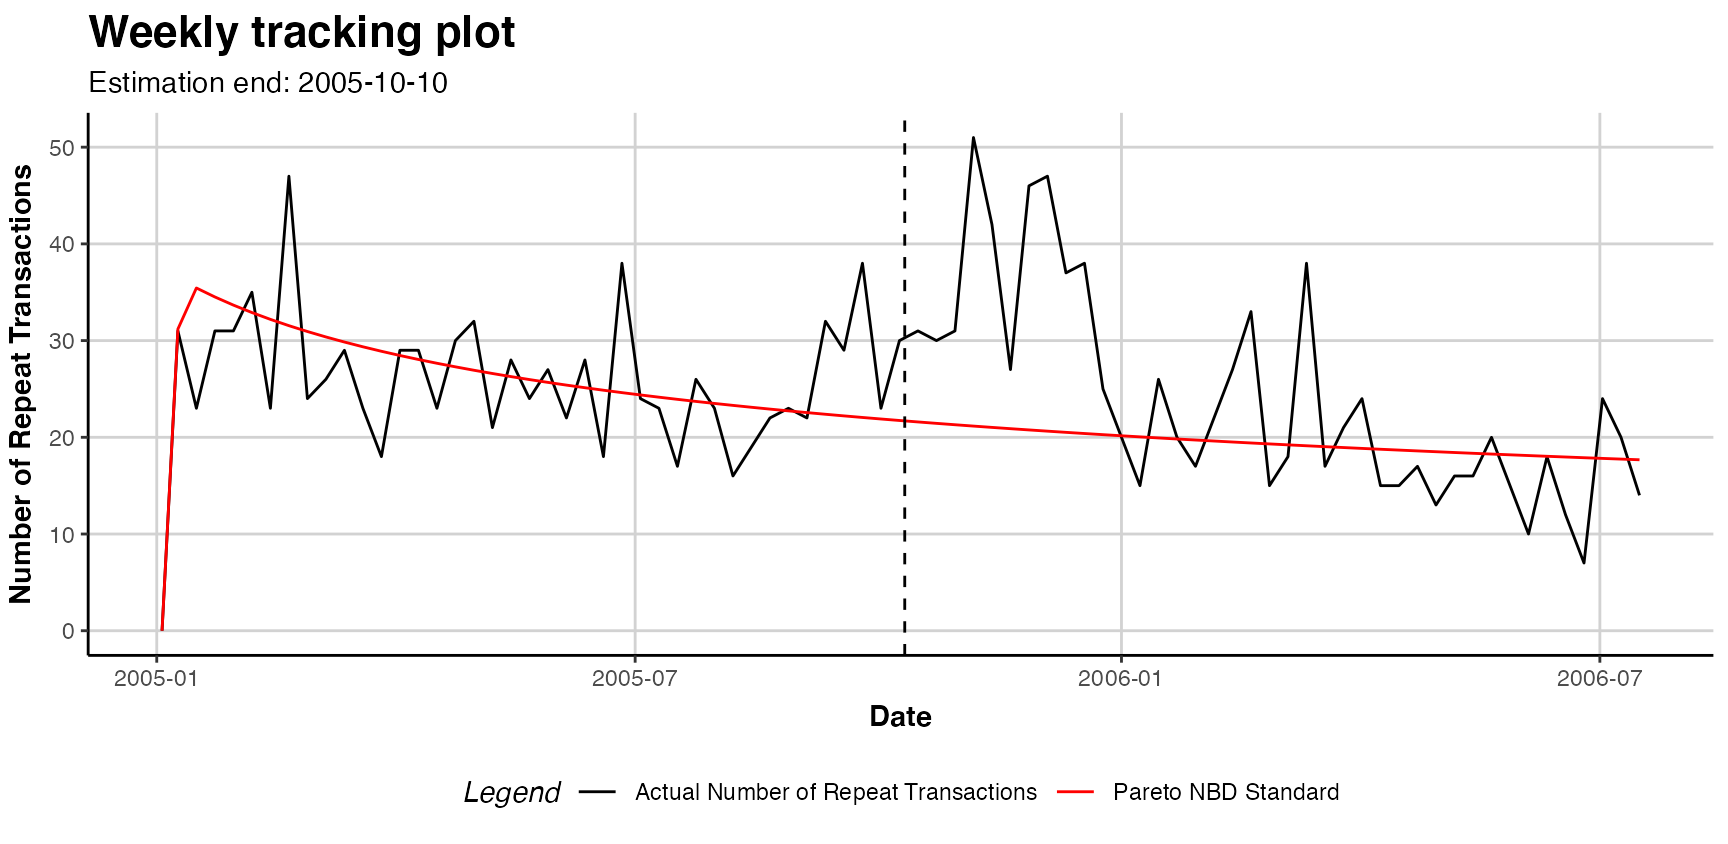 Weekly tracking plot
Estimation end: 2005-10-10
Number of Repeat Transactions
50
40
30
20
10
0
2005-01 2005-07 2006-01 2006-07
Date
Legend Actual Number of Repeat Transactions Pareto NBD Standard